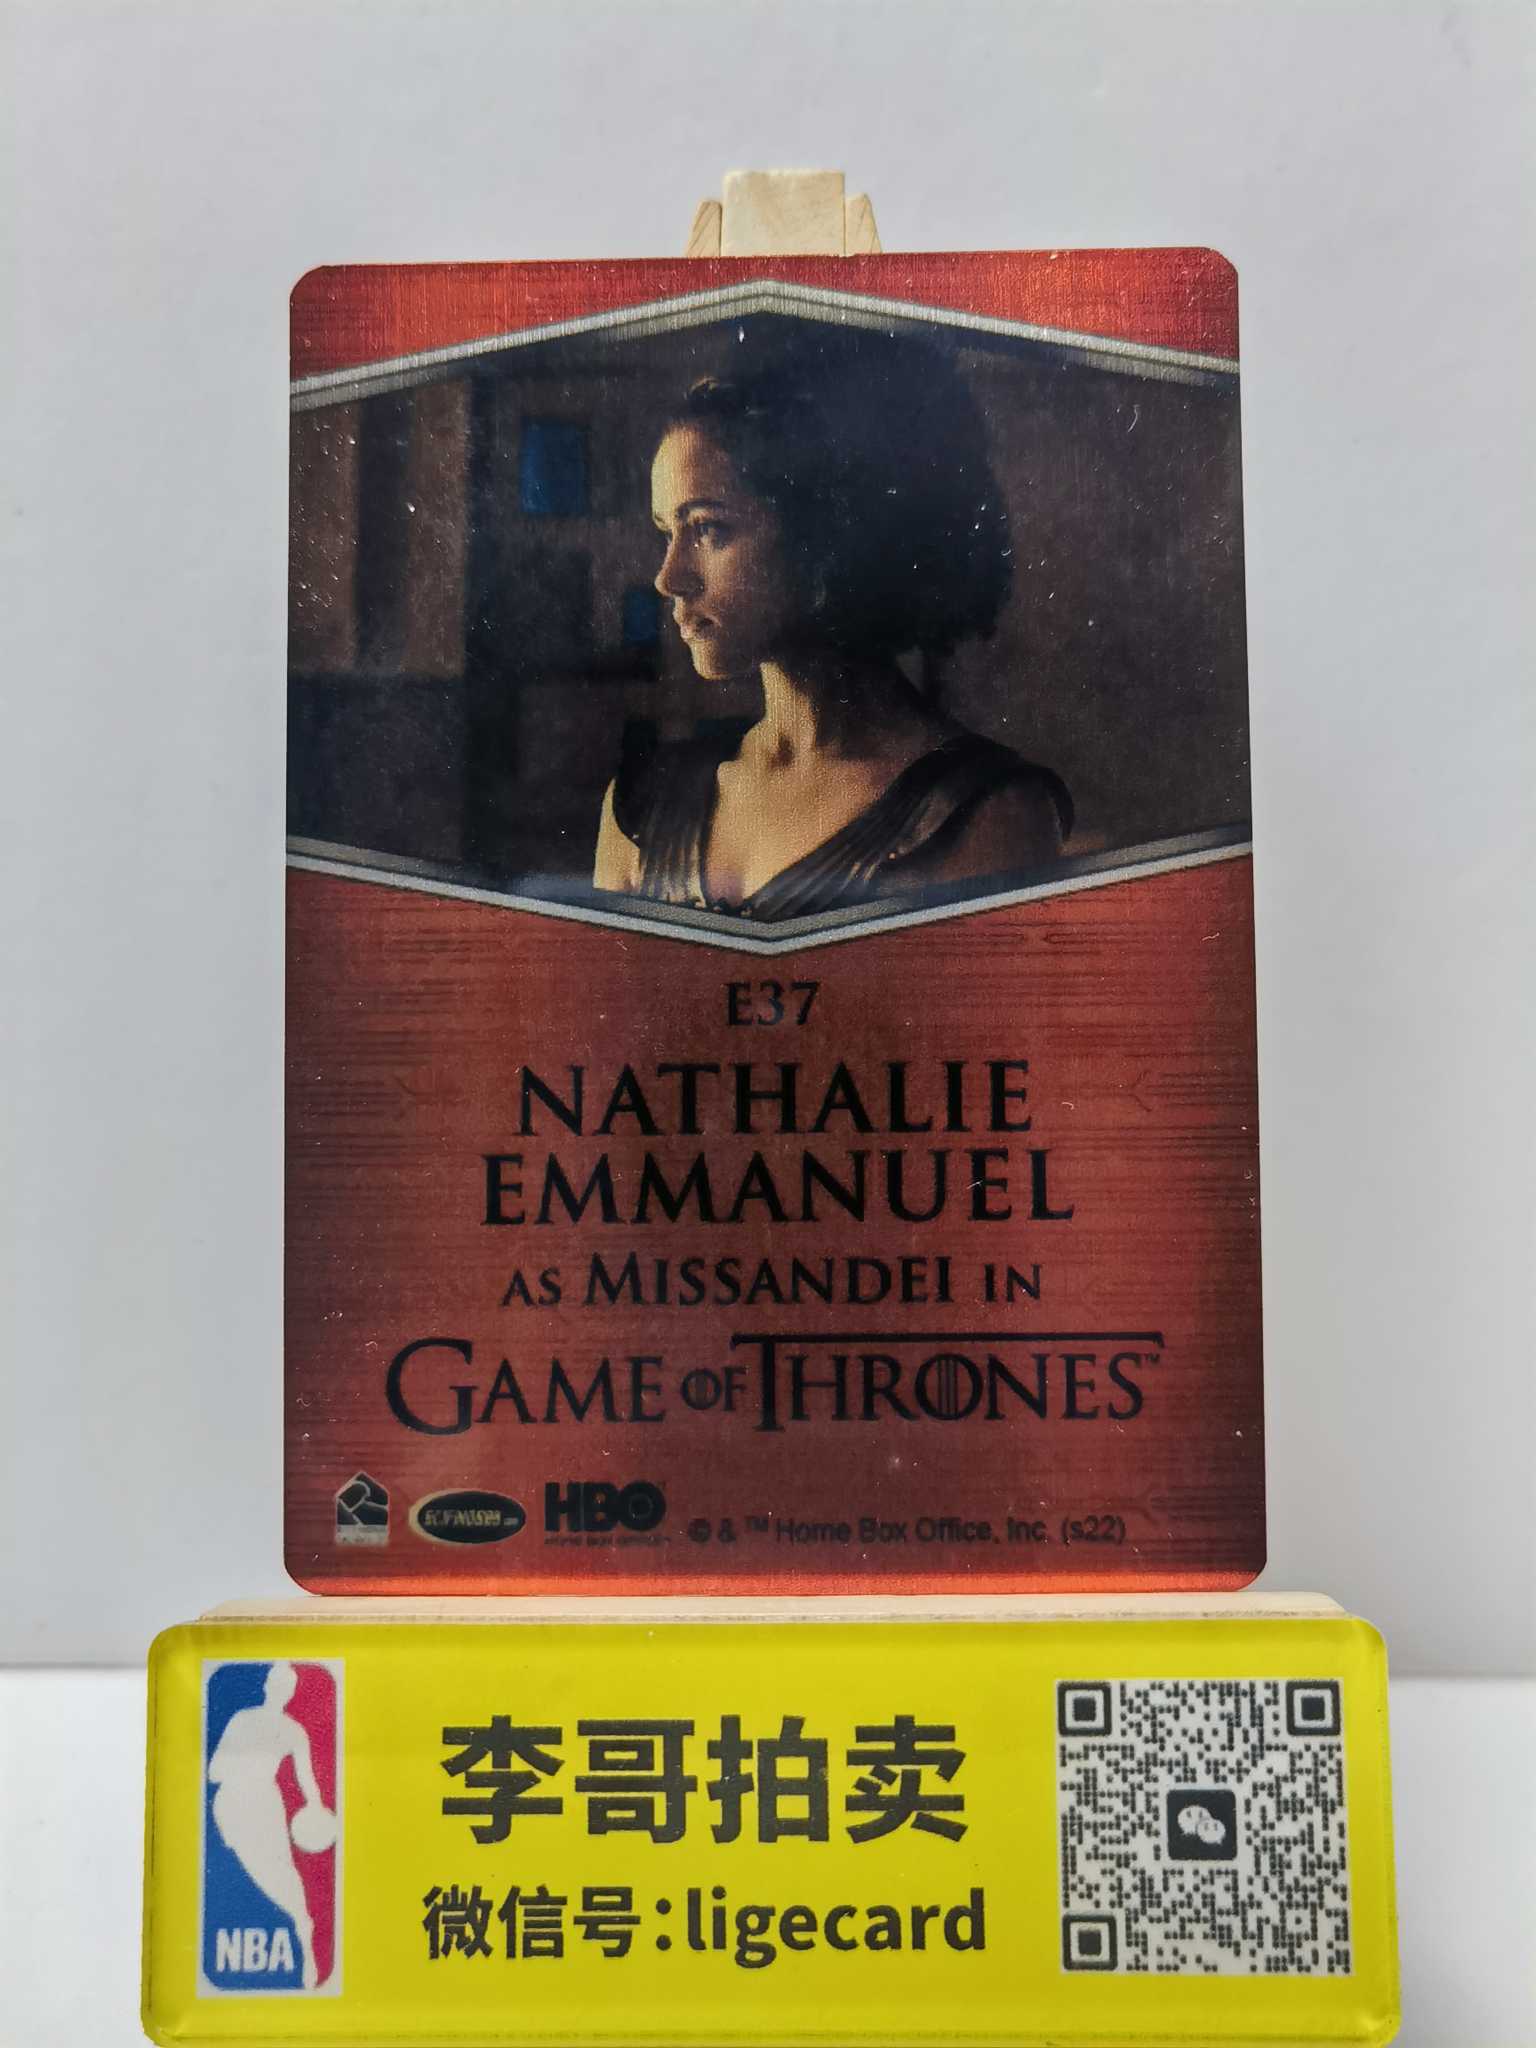 E37
NATHALIE
EMMANUEL
AS MISSANDEI IN
GAME OF THRONES™
HBO
© & ™ Home Box Office, Inc. (s22)
李哥拍卖
微信号:ligecard
NBA